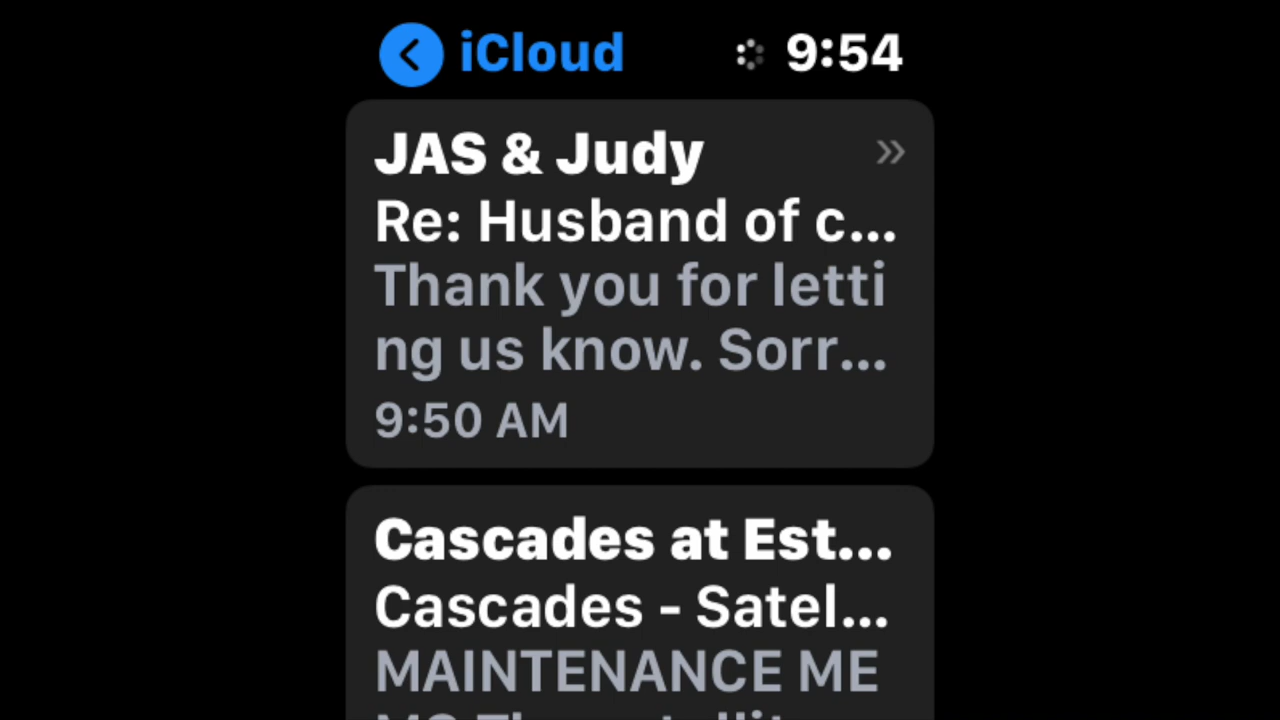 iCloud 9:54
JAS & Judy
Re: Husband of c...
Thank you for letti
ng us know. Sorr...
9:50 AM
Cascades at Est...
Cascades - Satel...
MAINTENANCE ME